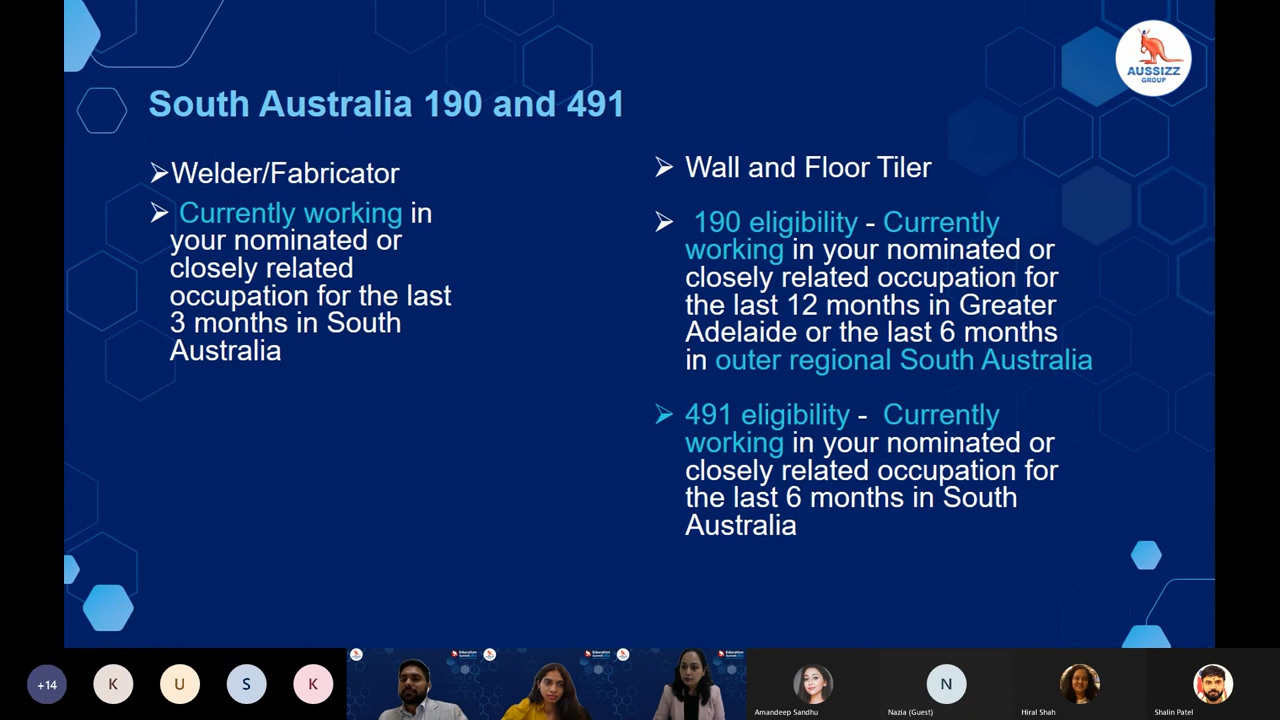 AUSSIZZ
GROUP
South Australia 190 and 491
➢Welder/Fabricator
➢ Currently working in
your nominated or
closely related
occupation for the last
3 months in South
Australia
➢ Wall and Floor Tiler
➢ 190 eligibility - Currently
working in your nominated or
closely related occupation for
the last 12 months in Greater
Adelaide or the last 6 months
in outer regional South Australia
➢ 491 eligibility - Currently
working in your nominated or
closely related occupation for
the last 6 months in South
Australia
+14
K
U
S
K
Education
Education
Education
N
Amandeep Sandhu
Nazia (Guest)
Hiral Shah
Shalin Patel